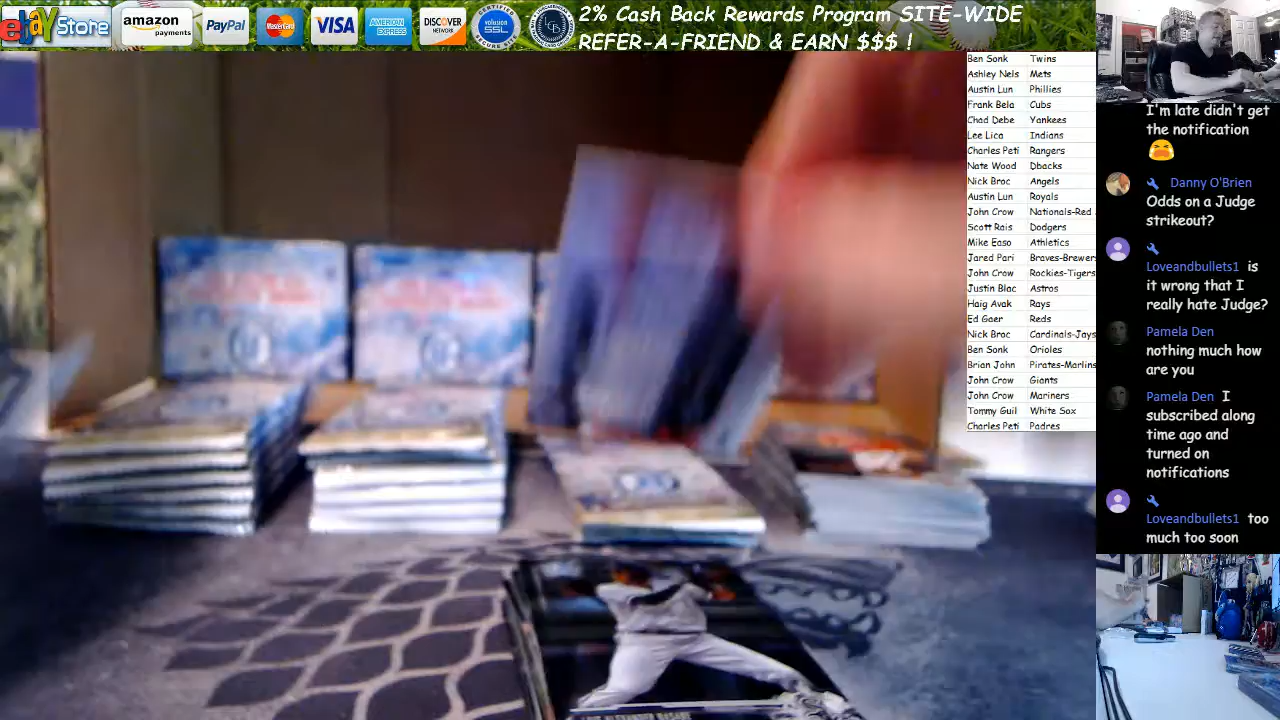 ebay Store
amazon
payments
PayPal
MasterCard
VISA
AMERICAN
EXPRESS
DISCOVER
NETWORK
CERTIFIED
volusion
SSL
2% Cash Back Rewards Program SITE-WIDE
REFER-A-FRIEND & EARN $$$ !
Ben Sonk Twins
Ashley Nels Mets
Austin Lun Phillies
Frank Bela Cubs
Chad Debe Yankees
Lee Lica Indians
Charles Peti Rangers
Nate Wood Dbacks
Nick Broc Angels
Austin Lun Royals
John Crow Nationals-Red
Scott Rais Dodgers
Mike Easo Athletics
Jared Pari Braves-Brewers
John Crow Rockies-Tigers
Justin Blac Astros
Haig Avak Rays
Ed Gaer Reds
Nick Broc Cardinals-Jays
Ben Sonk Orioles
Brian John Pirates-Marlins
John Crow Giants
John Crow Mariners
Tommy Guil White Sox
Charles Peti Padres
I'm late didn't get
the notification
Danny O'Brien
Odds on a Judge
strikeout?
Loveandbullets1 is
it wrong that I
really hate Judge?
Pamela Den
nothing much how
are you
Pamela Den I
subscribed along
time ago and
turned on
notifications
Loveandbullets1 too
much too soon